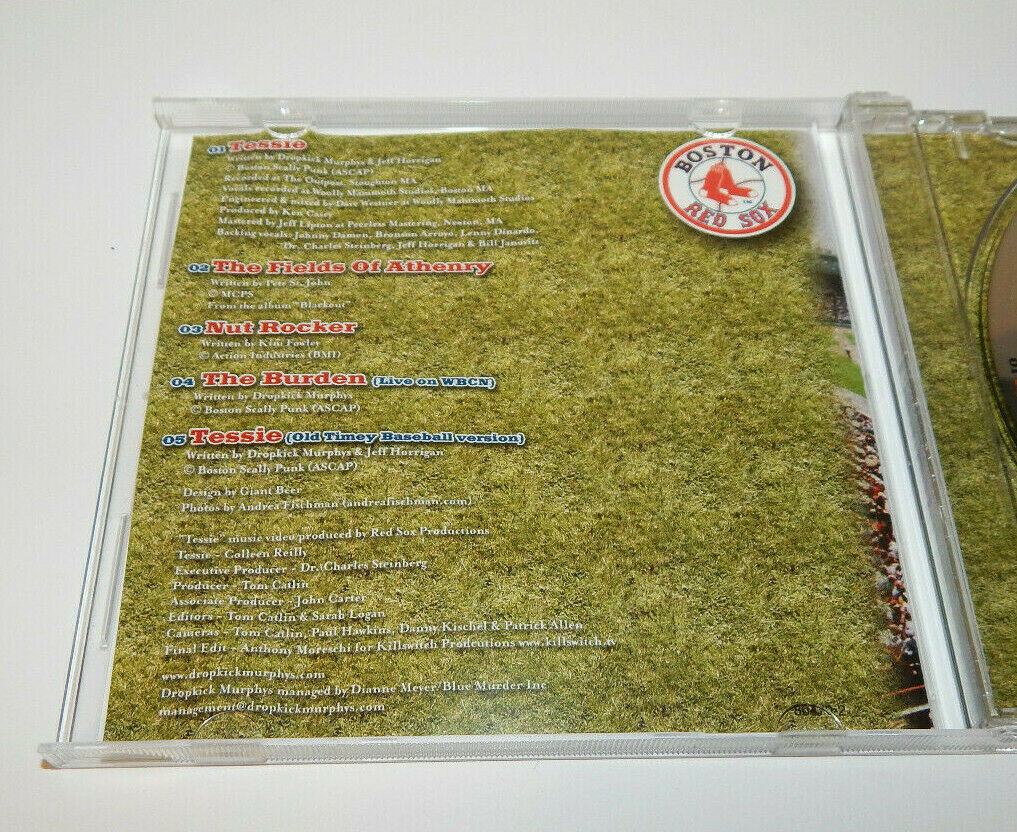 01 Tessie
Written by Dropkick Murphys & Jeff Horrigan
© Boston Scally Punk (ASCAP)
Recorded at The Outpost, Stoughton MA
Vocals recorded at Woolly Mammoth Studios, Boston MA
Engineered & mixed by Dave Westner at Woolly Mammoth Studios
Produced by Ken Casey
Mastered by Jeff Lipton at Peerless Mastering, Newton, MA
Backing vocals: Johnny Damon, Bronson Arroyo, Lenny Dinardo
Dr. Charles Steinberg, Jeff Horrigan & Bill Janovitz
02 The Fields Of Athenry
Written by Pete St. John
© MCPS
From the album "Blackout"
03 Nut Rocker
Written by Kim Fowley
© Action Industries (BMI)
04 The Burden (Live on WBCN)
Written by Dropkick Murphys
© Boston Scally Punk (ASCAP)
05 Tessie (Old Timey Baseball version)
Written by Dropkick Murphys & Jeff Horrigan
© Boston Scally Punk (ASCAP)
Design by Giant Beer
Photos by Andrea Fischman (andreafischman.com)
"Tessie" music video produced by Red Sox Productions
Tessie - Colleen Reilly
Executive Producer - Dr. Charles Steinberg
Producer - Tom Catlin
Associate Producer - John Carter
Editors - Tom Catlin & Sarah Logan
Cameras - Tom Catlin, Paul Hawkins, Danny Kischel & Patrick Allen
Final Edit - Anthony Moreschi for Killswitch Prodcutions www.killswitch.tv
www.dropkickmurphys.com
Dropkick Murphys managed by Dianne Meyer/Blue Murder Inc
management@dropkickmurphys.com
BOSTON
RED SOX
TM